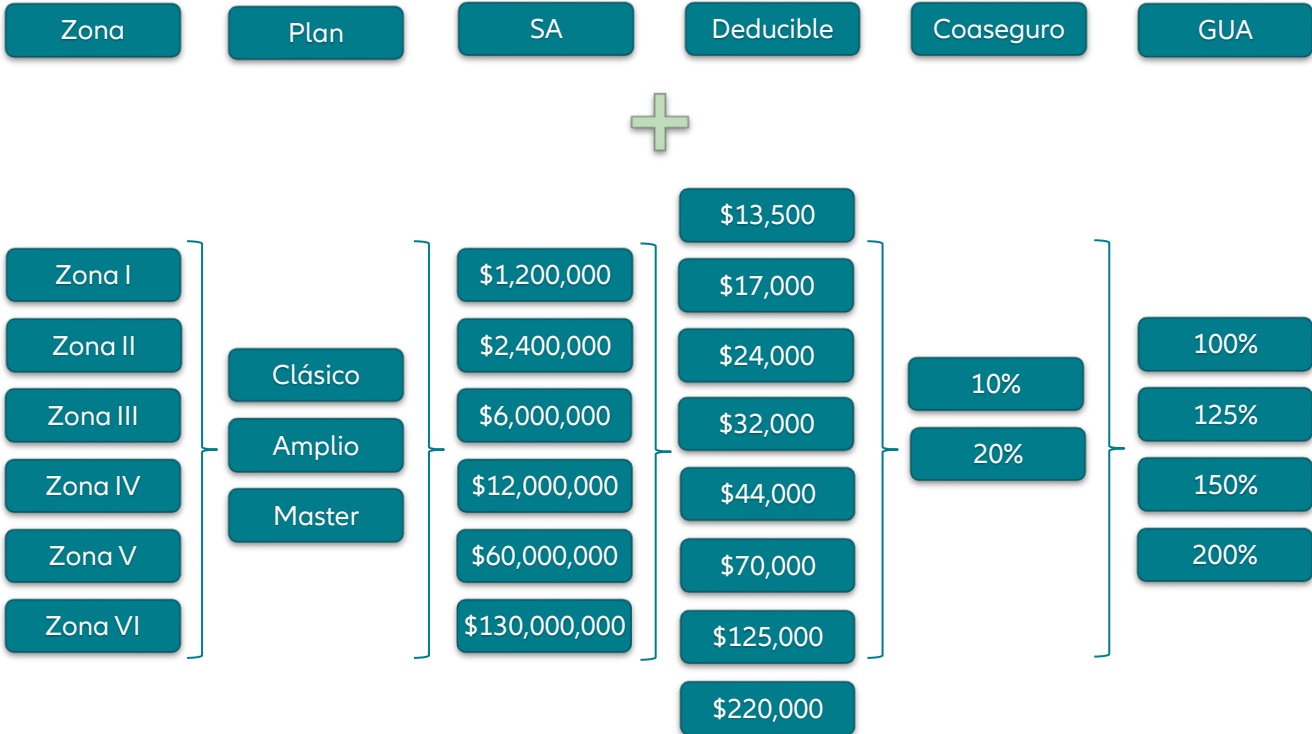 Zona
Plan
SA
Deducible
Coaseguro
GUA
Zona I
Zona II
Zona III
Zona IV
Zona V
Zona VI
Clásico
Amplio
Master
$1,200,000
$2,400,000
$6,000,000
$12,000,000
$60,000,000
$130,000,000
$13,500
$17,000
$24,000
$32,000
$44,000
$70,000
$125,000
$220,000
10%
20%
100%
125%
150%
200%